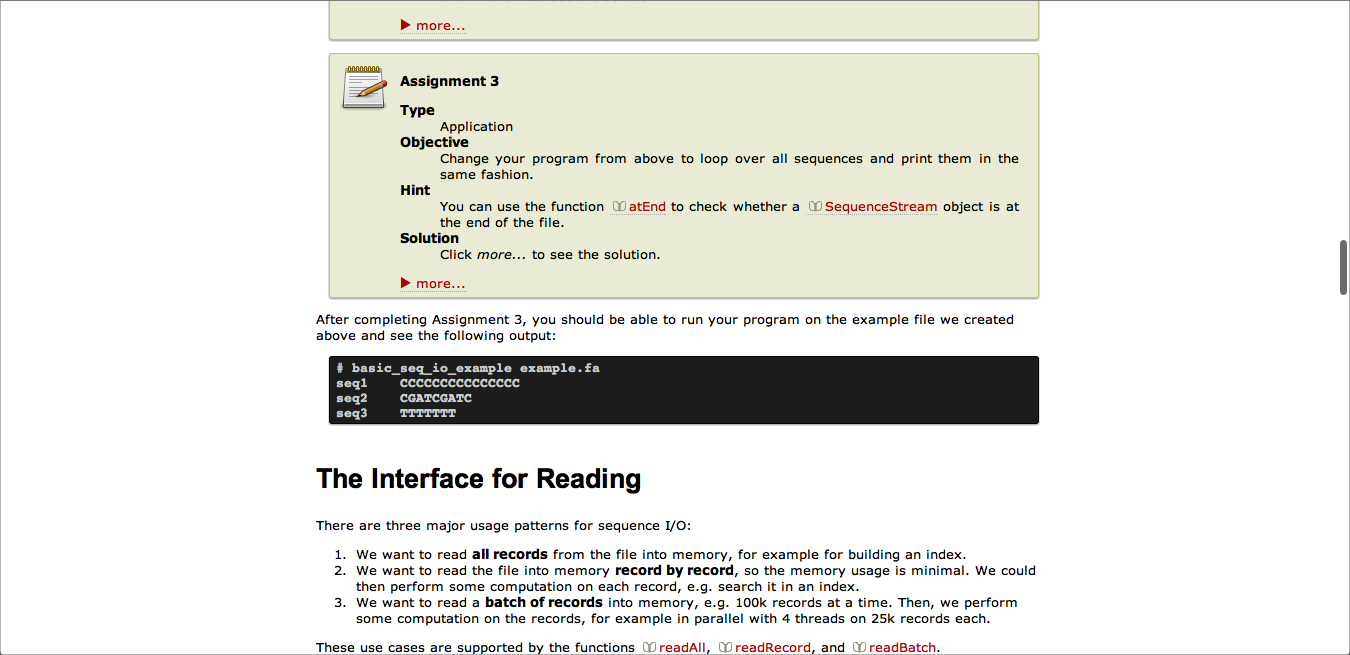 more...
Assignment 3
Type
Application
Objective
Change your program from above to loop over all sequences and print them in the
same fashion.
Hint
You can use the function atEnd to check whether a SequenceStream object is at
the end of the file.
Solution
Click more... to see the solution.
more...
After completing Assignment 3, you should be able to run your program on the example file we created
above and see the following output:
# basic_seq_io_example example.fa
seq1    CCCCCCCCCCCCCCC
seq2    CGATCGATC
seq3    TTTTTTT
The Interface for Reading
There are three major usage patterns for sequence I/O:
1. We want to read all records from the file into memory, for example for building an index.
2. We want to read the file into memory record by record, so the memory usage is minimal. We could
then perform some computation on each record, e.g. search it in an index.
3. We want to read a batch of records into memory, e.g. 100k records at a time. Then, we perform
some computation on the records, for example in parallel with 4 threads on 25k records each.
These use cases are supported by the functions readAll, readRecord, and readBatch.